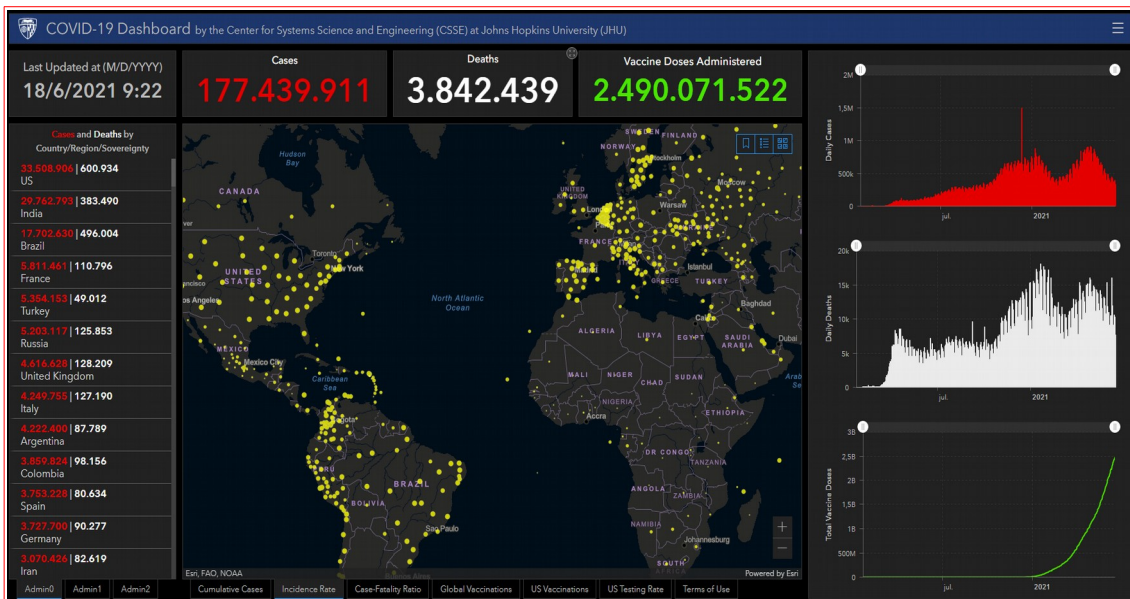 COVID-19 Dashboard by the Center for Systems Science and Engineering (CSSE) at Johns Hopkins University (JHU)
Last Updated at (M/D/YYYY)
18/6/2021 9:22
Cases
177.439.911
Deaths
3.842.439
Vaccine Doses Administered
2.490.071.522
Cases and Deaths by
Country/Region/Sovereignty
33.508.906 | 600.934
US
29.762.793 | 383.490
India
17.702.630 | 496.004
Brazil
5.811.461 | 110.796
France
5.354.153 | 49.012
Turkey
5.203.117 | 125.853
Russia
4.616.628 | 128.209
United Kingdom
4.249.755 | 127.190
Italy
4.222.400 | 87.789
Argentina
3.859.824 | 98.156
Colombia
3.753.228 | 80.634
Spain
3.727.700 | 90.277
Germany
3.070.426 | 82.619
Iran
Admin0
Admin1
Admin2
SWEDEN
FINLAND
NORWAY
Stockholm
Hudson
Bay
Moscow
CANADA
UNITED
KINGDOM
London
Warsaw
ver
FRANCE
Toronto
New York
UNITED
STATES
ncisco
os Angeles
Madrid
Istanbul
GREECE
TURKEY
North Atlantic
Ocean
Baghdad
Cairo
ALGERIA
LIBYA
EGYPT
SAUDI
ARABIA
Dubai
MEXICO
Mexico City
Caribbean
Sea
MALI
NIGER
CHAD
SUDAN
Arab
Se
NIGERIA
Accra
ETHIOPIA
DR CONGO
TANZANIA
BRAZIL
BOLIVIA
ANGOLA
ZAMBIA
Sao Paulo
NAMIBIA
Johannesburg
SOUTH
AFRICA
+
−
Esri, FAO, NOAA
Powered by Esri
Cumulative Cases
Incidence Rate
Case-Fatality Ratio
Global Vaccinations
US Vaccinations
US Testing Rate
Terms of Use
Daily Cases
2M
1,5M
1M
500k
0
jul.
2021
Daily Deaths
20k
15k
10k
5k
0
jul.
2021
Total Vaccine Doses
3B
2,5B
2B
1,5B
1B
500M
0
jul.
2021